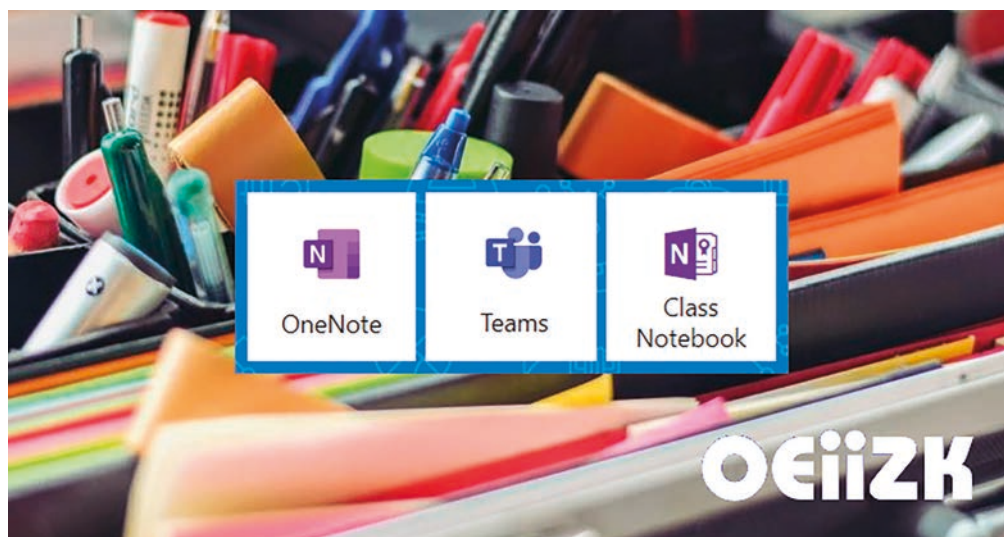 N
OneNote
T
Teams
N
Class
Notebook
OEiiZK